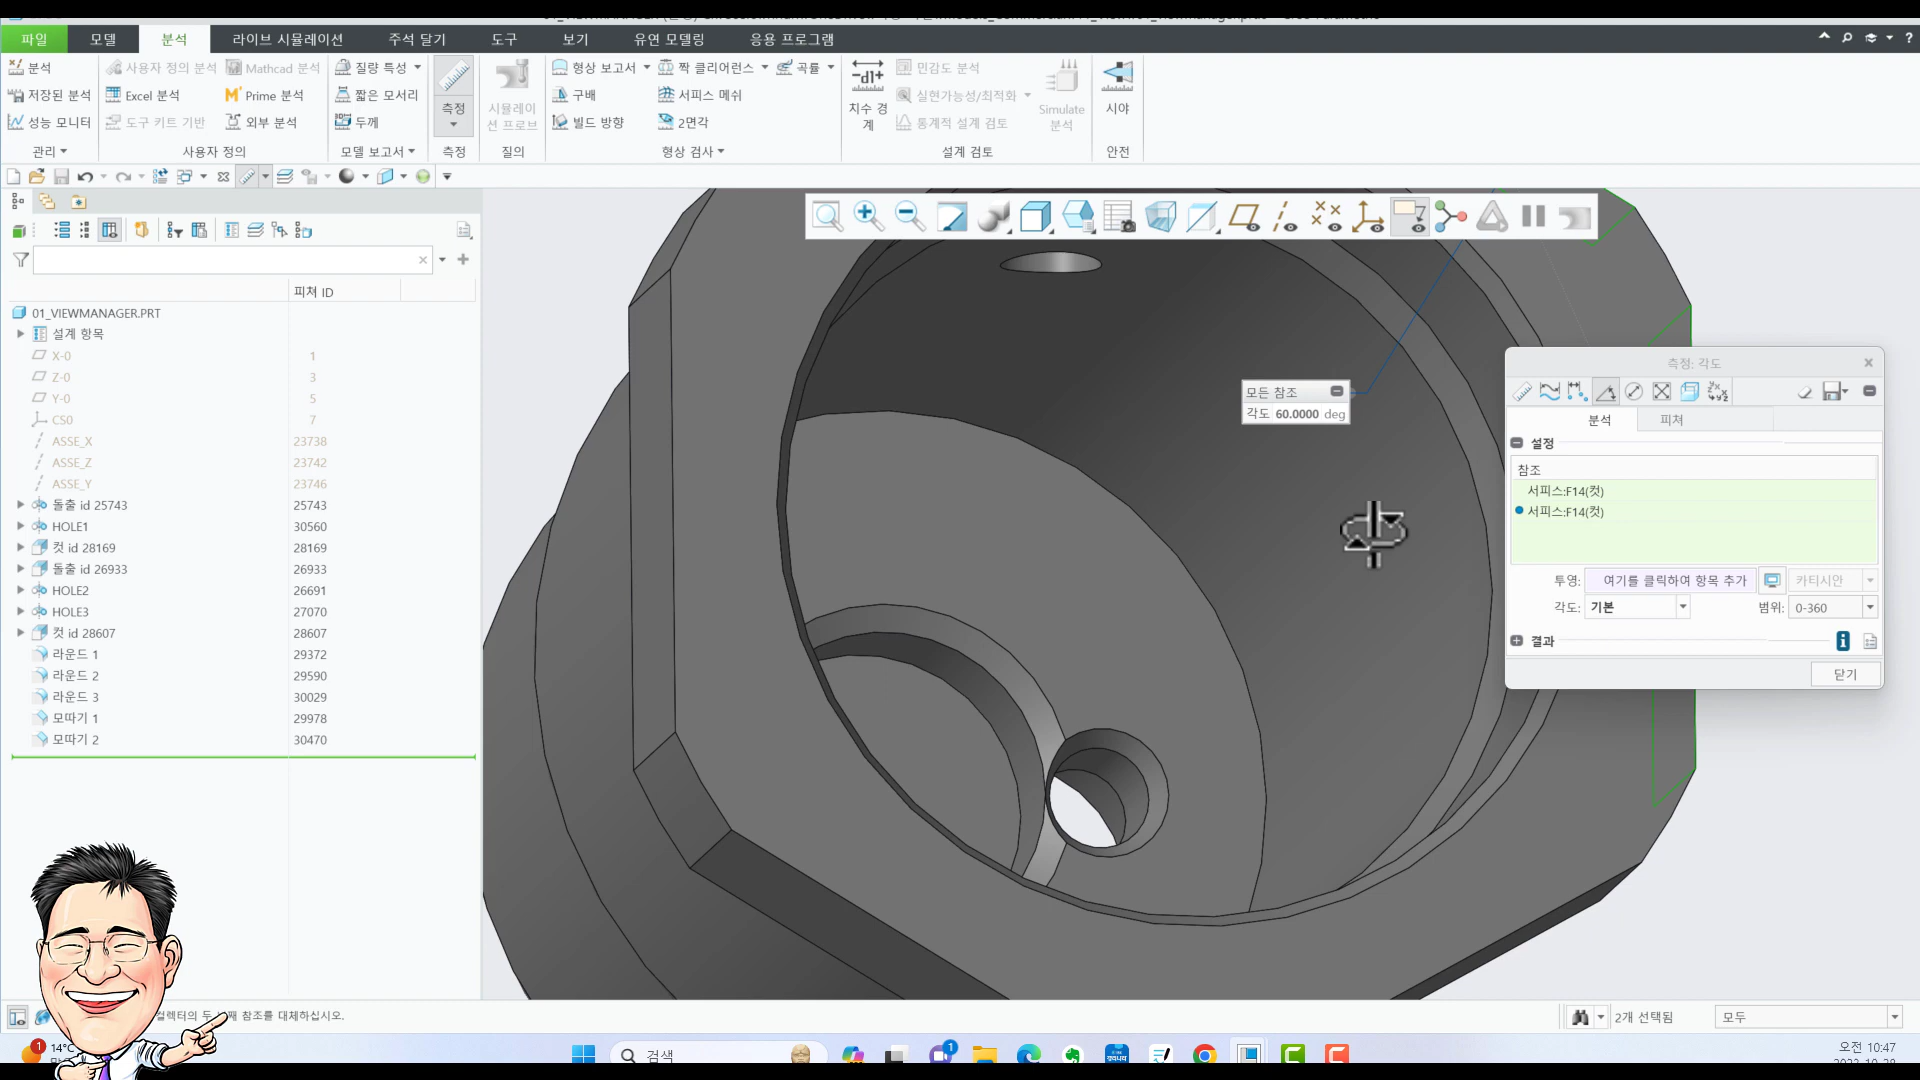 파일 모델 분석 라이브 시뮬레이션 주석 달기 도구 보기 유연 모델링 응용 프로그램
분석 사용자 정의 분석 Mathcad 분석 질량 특성 형상 보고서 짝 클리어런스 곡률 민감도 분석
저장된 분석 Excel 분석 Prime 분석 짧은 모서리 구배 서피스 메쉬 실현가능성/최적화
성능 모니터 도구 키트 기반 외부 분석 두께 빌드 방향 2면각 통계적 설계 검토
측정
시뮬레이
션 프로브
치수 경
계
Simulate
분석
시야
관리 사용자 정의 모델 보고서 측정 질의 형상 검사 설계 검토 안전
피쳐 ID
01_VIEWMANAGER.PRT
설계 항목
X-0 1
Z-0 3
Y-0 5
CS0 7
ASSE_X 23738
ASSE_Z 23742
ASSE_Y 23746
돌출 id 25743 25743
HOLE1 30560
컷 id 28169 28169
돌출 id 26933 26933
HOLE2 26691
HOLE3 27070
컷 id 28607 28607
라운드 1 29372
라운드 2 29590
라운드 3 30029
모따기 1 29978
모따기 2 30470
모든 참조
각도 60.0000 deg
측정: 각도
분석 피쳐
설정
참조
서피스:F14(컷)
서피스:F14(컷)
투영: 여기를 클릭하여 항목 추가 카티시안
각도: 기본 범위: 0-360
결과
닫기
참조를 대체하십시오.
2개 선택됨 모두
1
14°C
검색
1
오전 10:47